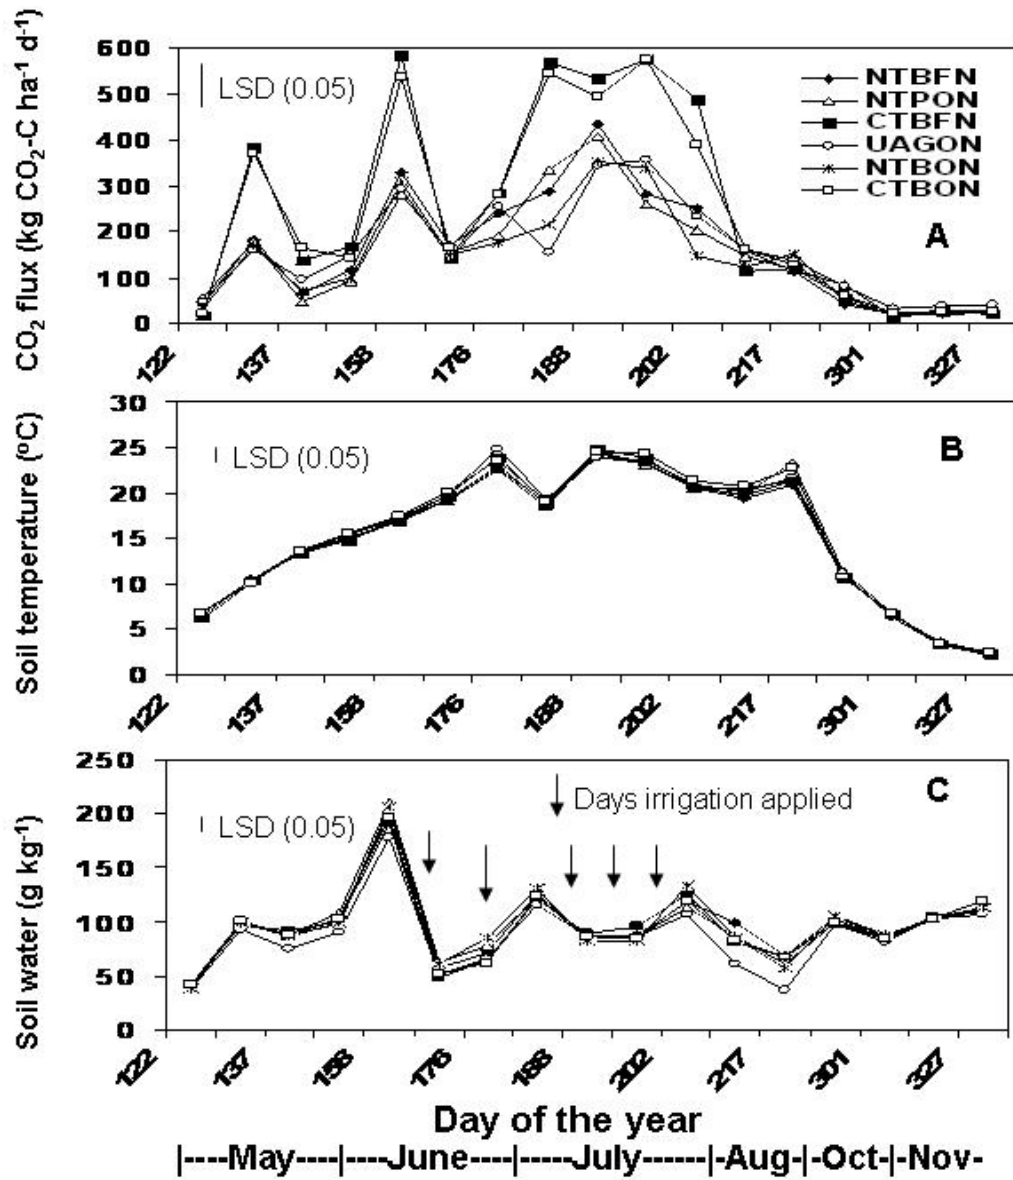 CO₂ flux (kg CO₂-C ha⁻¹ d⁻¹)
600
500
400
300
200
100
0
LSD (0.05)
NTBFN
NTPON
CTBFN
UAGON
NTBON
CTBON
A
122 137 158 176 188 202 217 301 327
Soil temperature (ºC)
30
25
20
15
10
5
0
LSD (0.05)
B
122 137 158 176 188 202 217 301 327
Soil water (g kg⁻¹)
250
200
150
100
50
0
LSD (0.05)
Days irrigation applied
C
122 137 158 176 188 202 217 301 327
Day of the year
|----May----|----June----|-----July------|-Aug-|-Oct-|-Nov-